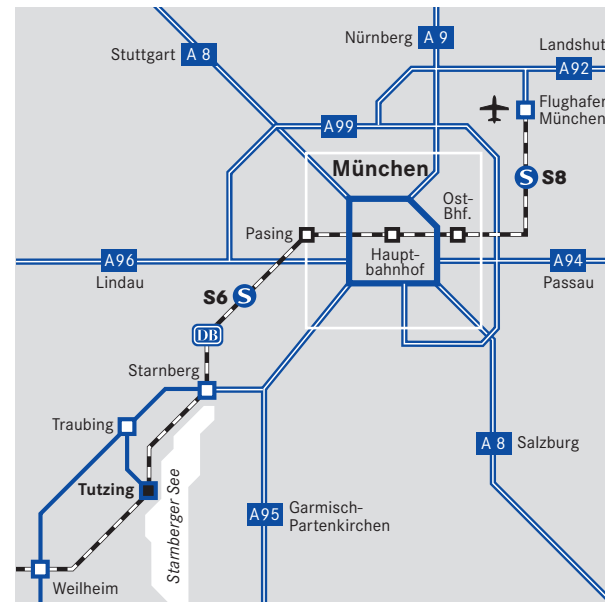 Nürnberg
A 9
Stuttgart
A 8
Landshut
A92
Flughafen
München
A99
München
S
S8
Ost-
Bhf.
Pasing
Haupt-
bahnhof
A96
Lindau
A94
Passau
S6
S
DB
Starnberg
Traubing
A 8
Salzburg
Tutzing
Starnberger See
A95
Garmisch-
Partenkirchen
Weilheim